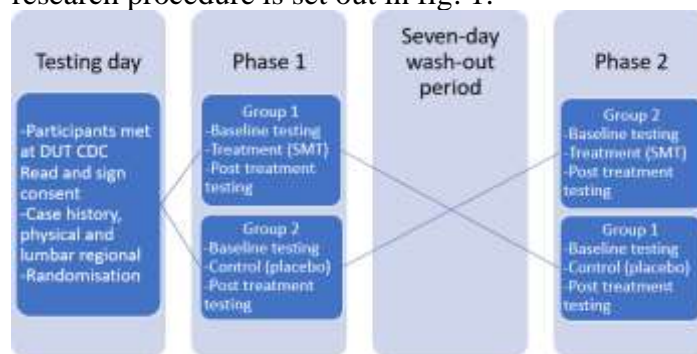 research procedure is set out in fig. 1.
Testing day
-Participants met
at DUT CDC
Read and sign
consent
-Case history,
physical and
lumbar regional
-Randomisation
Phase 1
Group 1
-Baseline testing
-Treatment (SMT)
-Post treatment
testing
Group 2
-Baseline testing
-Control (placebo)
-Post treatment
testing
Seven-day
wash-out
period
Phase 2
Group 2
-Baseline testing
-Treatment (SMT)
-Post treatment
testing
Group 1
-Baseline testing
-Control (placebo)
-Post treatment
testing